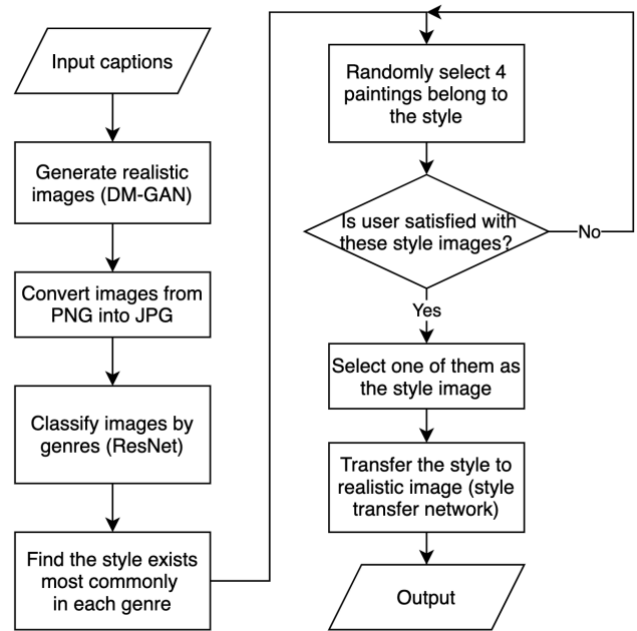 Input captions
Generate realistic
images (DM-GAN)
Convert images from
PNG into JPG
Classify images by
genres (ResNet)
Find the style exists
most commonly
in each genre
Randomly select 4
paintings belong to
the style
Is user satisfied with
these style images?
No
Yes
Select one of them as
the style image
Transfer the style to
realistic image (style
transfer network)
Output